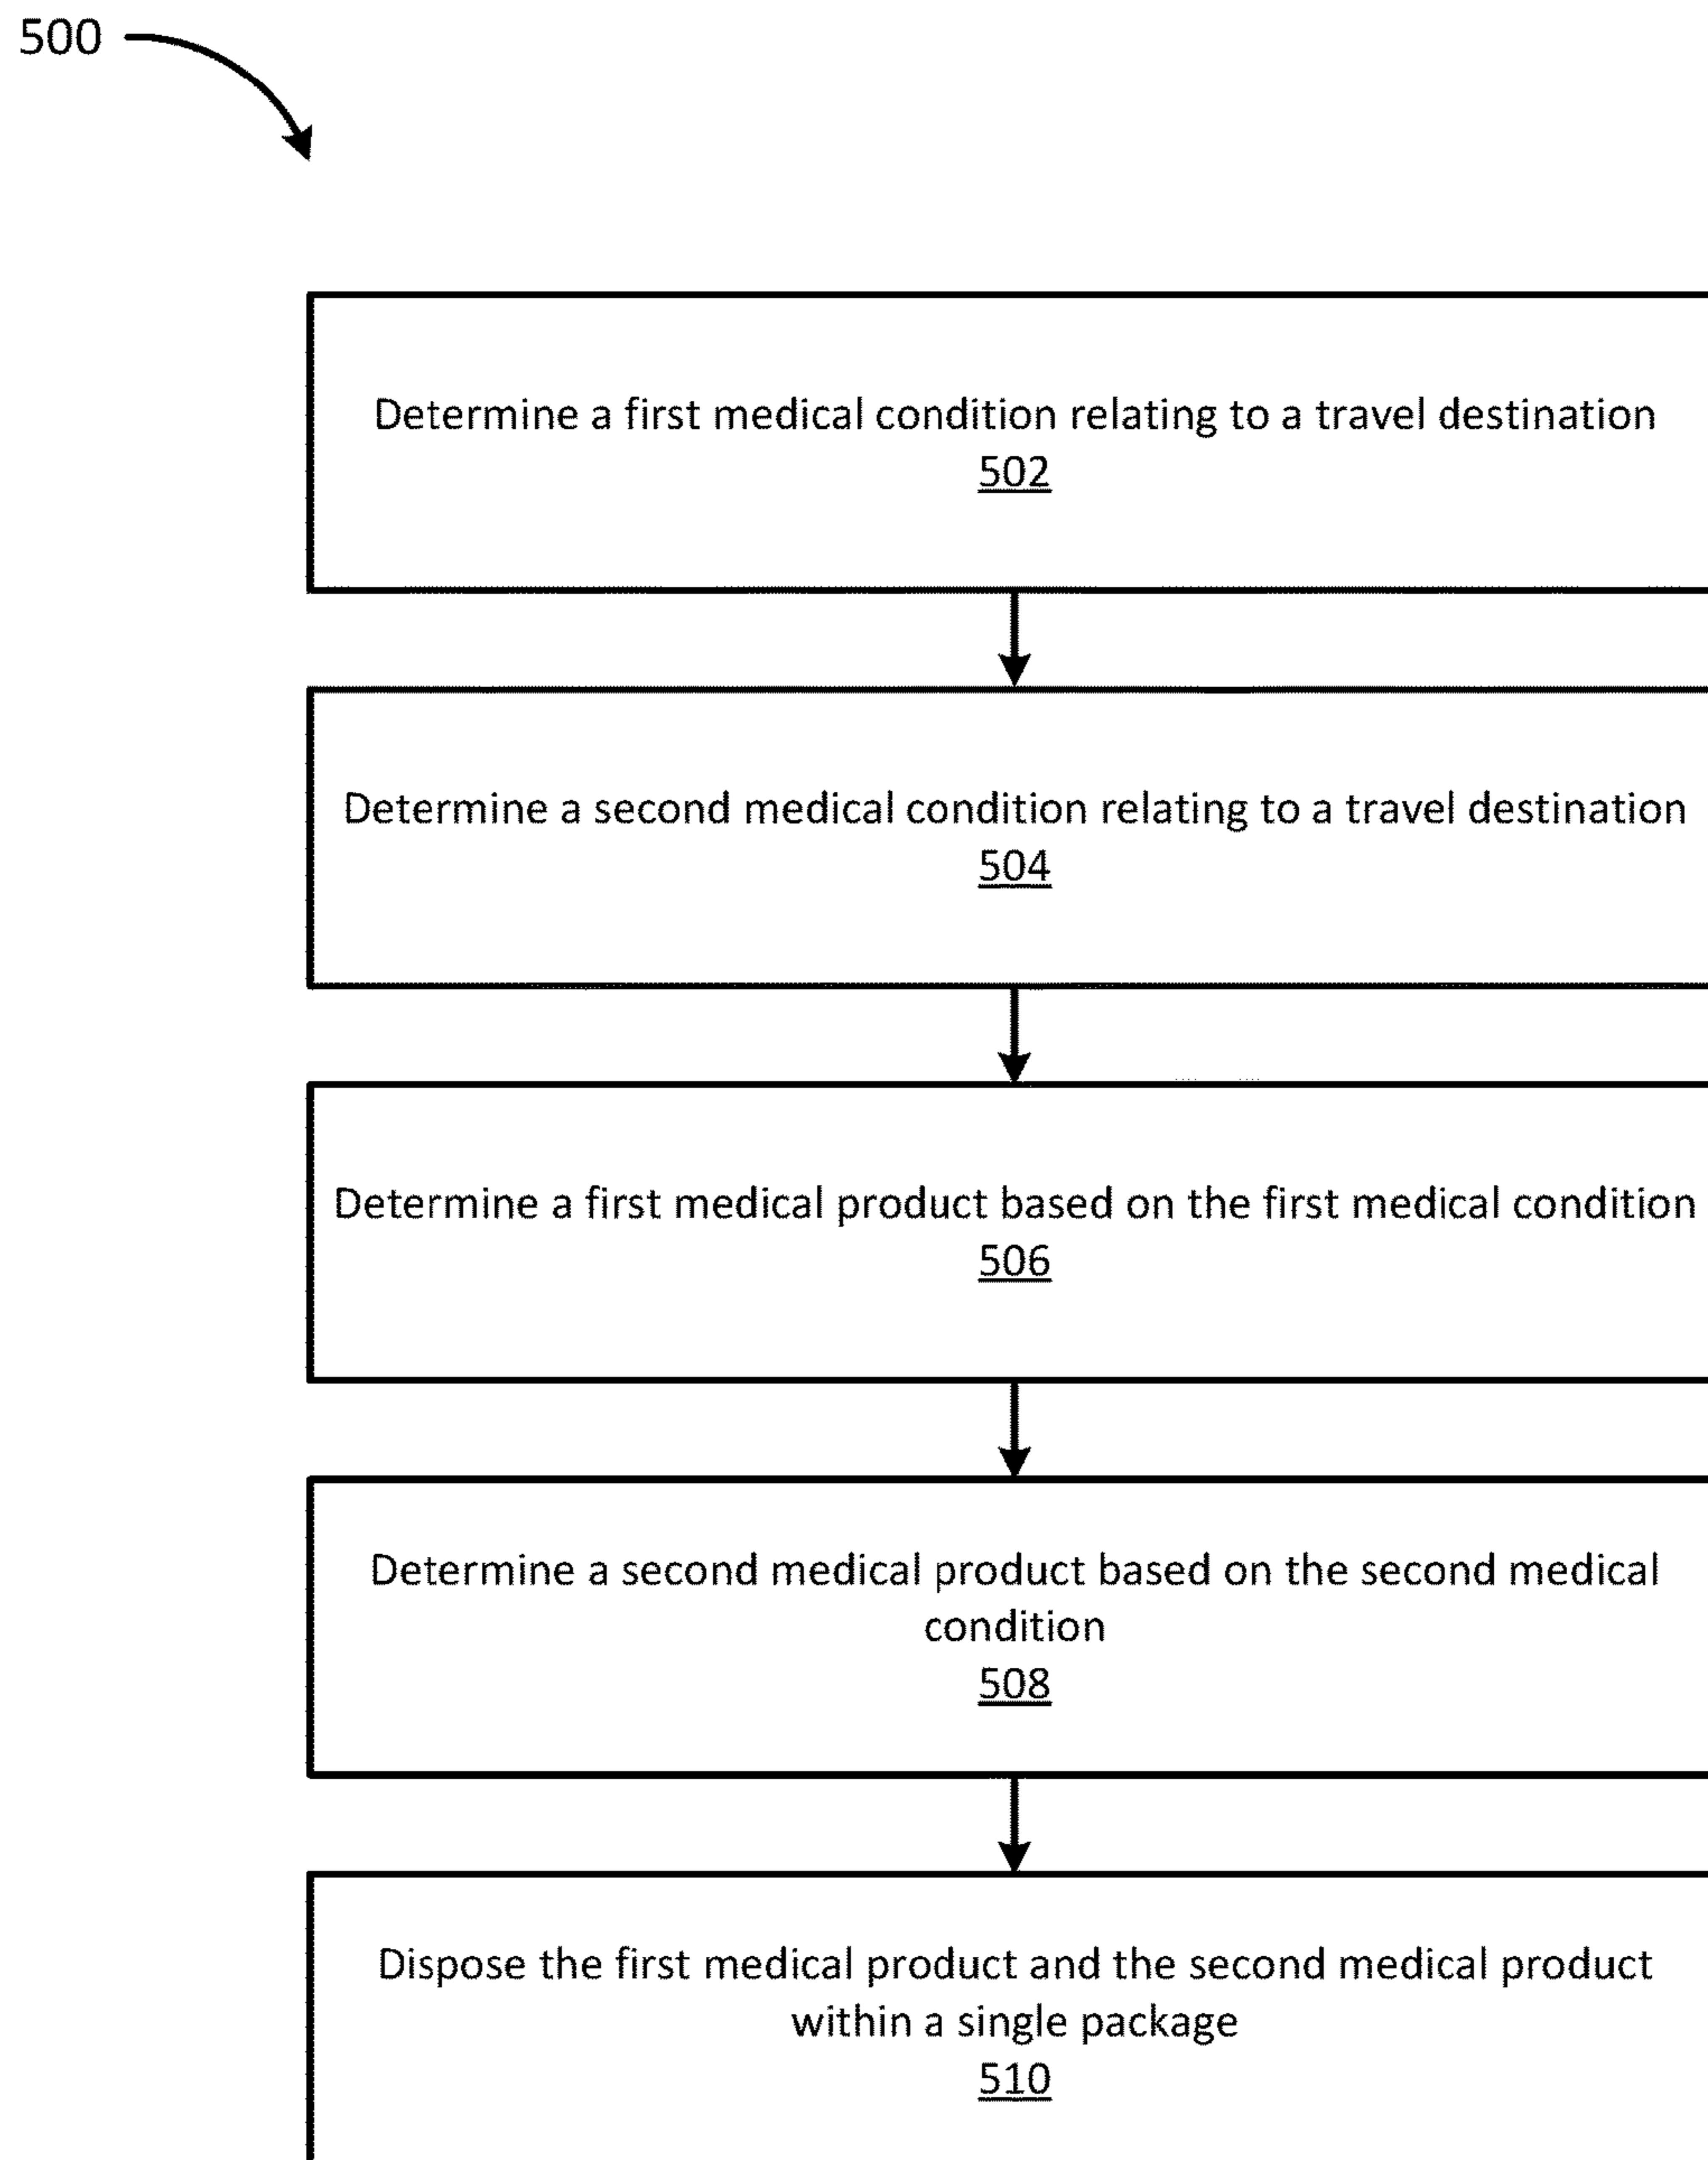 500
Determine a first medical condition relating to a travel destination
502
Determine a second medical condition relating to a travel destination
504
Determine a first medical product based on the first medical condition
506
Determine a second medical product based on the second medical
condition
508
Dispose the first medical product and the second medical product
within a single package
510